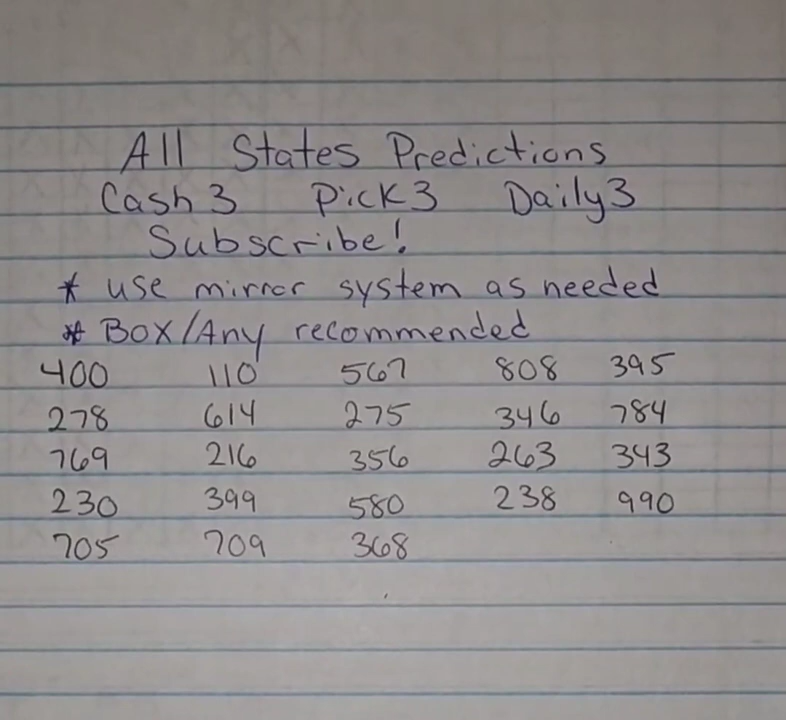 All States Predictions
Cash 3 Pick 3 Daily 3
Subscribe!
* use mirror system as needed
* Box/Any recommended
400 110 567 808 395
278 614 275 346 784
769 216 356 263 343
230 399 580 238 990
705 709 368